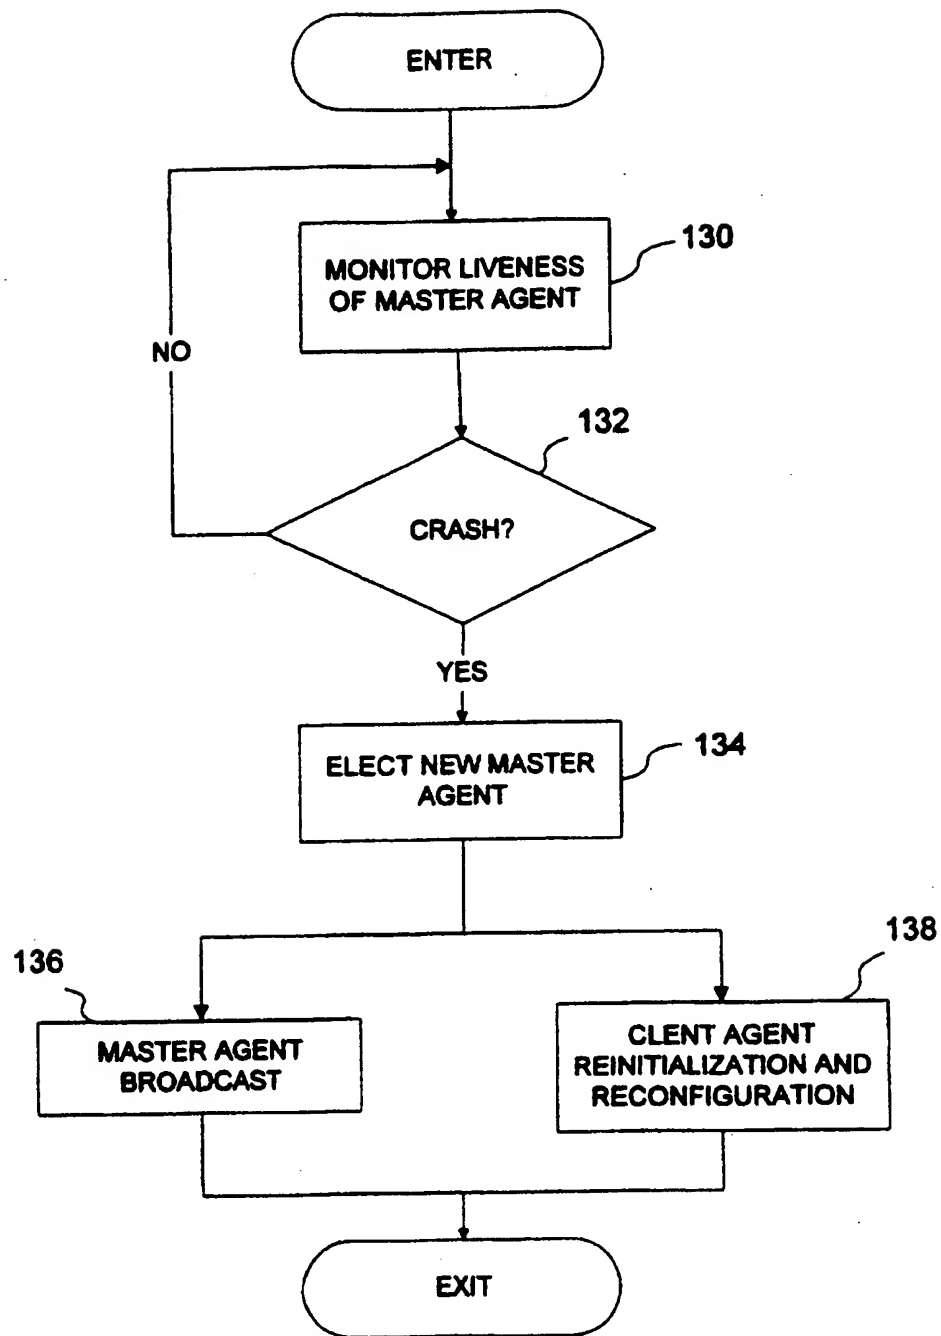 ENTER
130
MONITOR LIVENESS
OF MASTER AGENT
NO
132
CRASH?
YES
134
ELECT NEW MASTER
AGENT
136
138
MASTER AGENT
BROADCAST
CLENT AGENT
REINITIALIZATION AND
RECONFIGURATION
EXIT